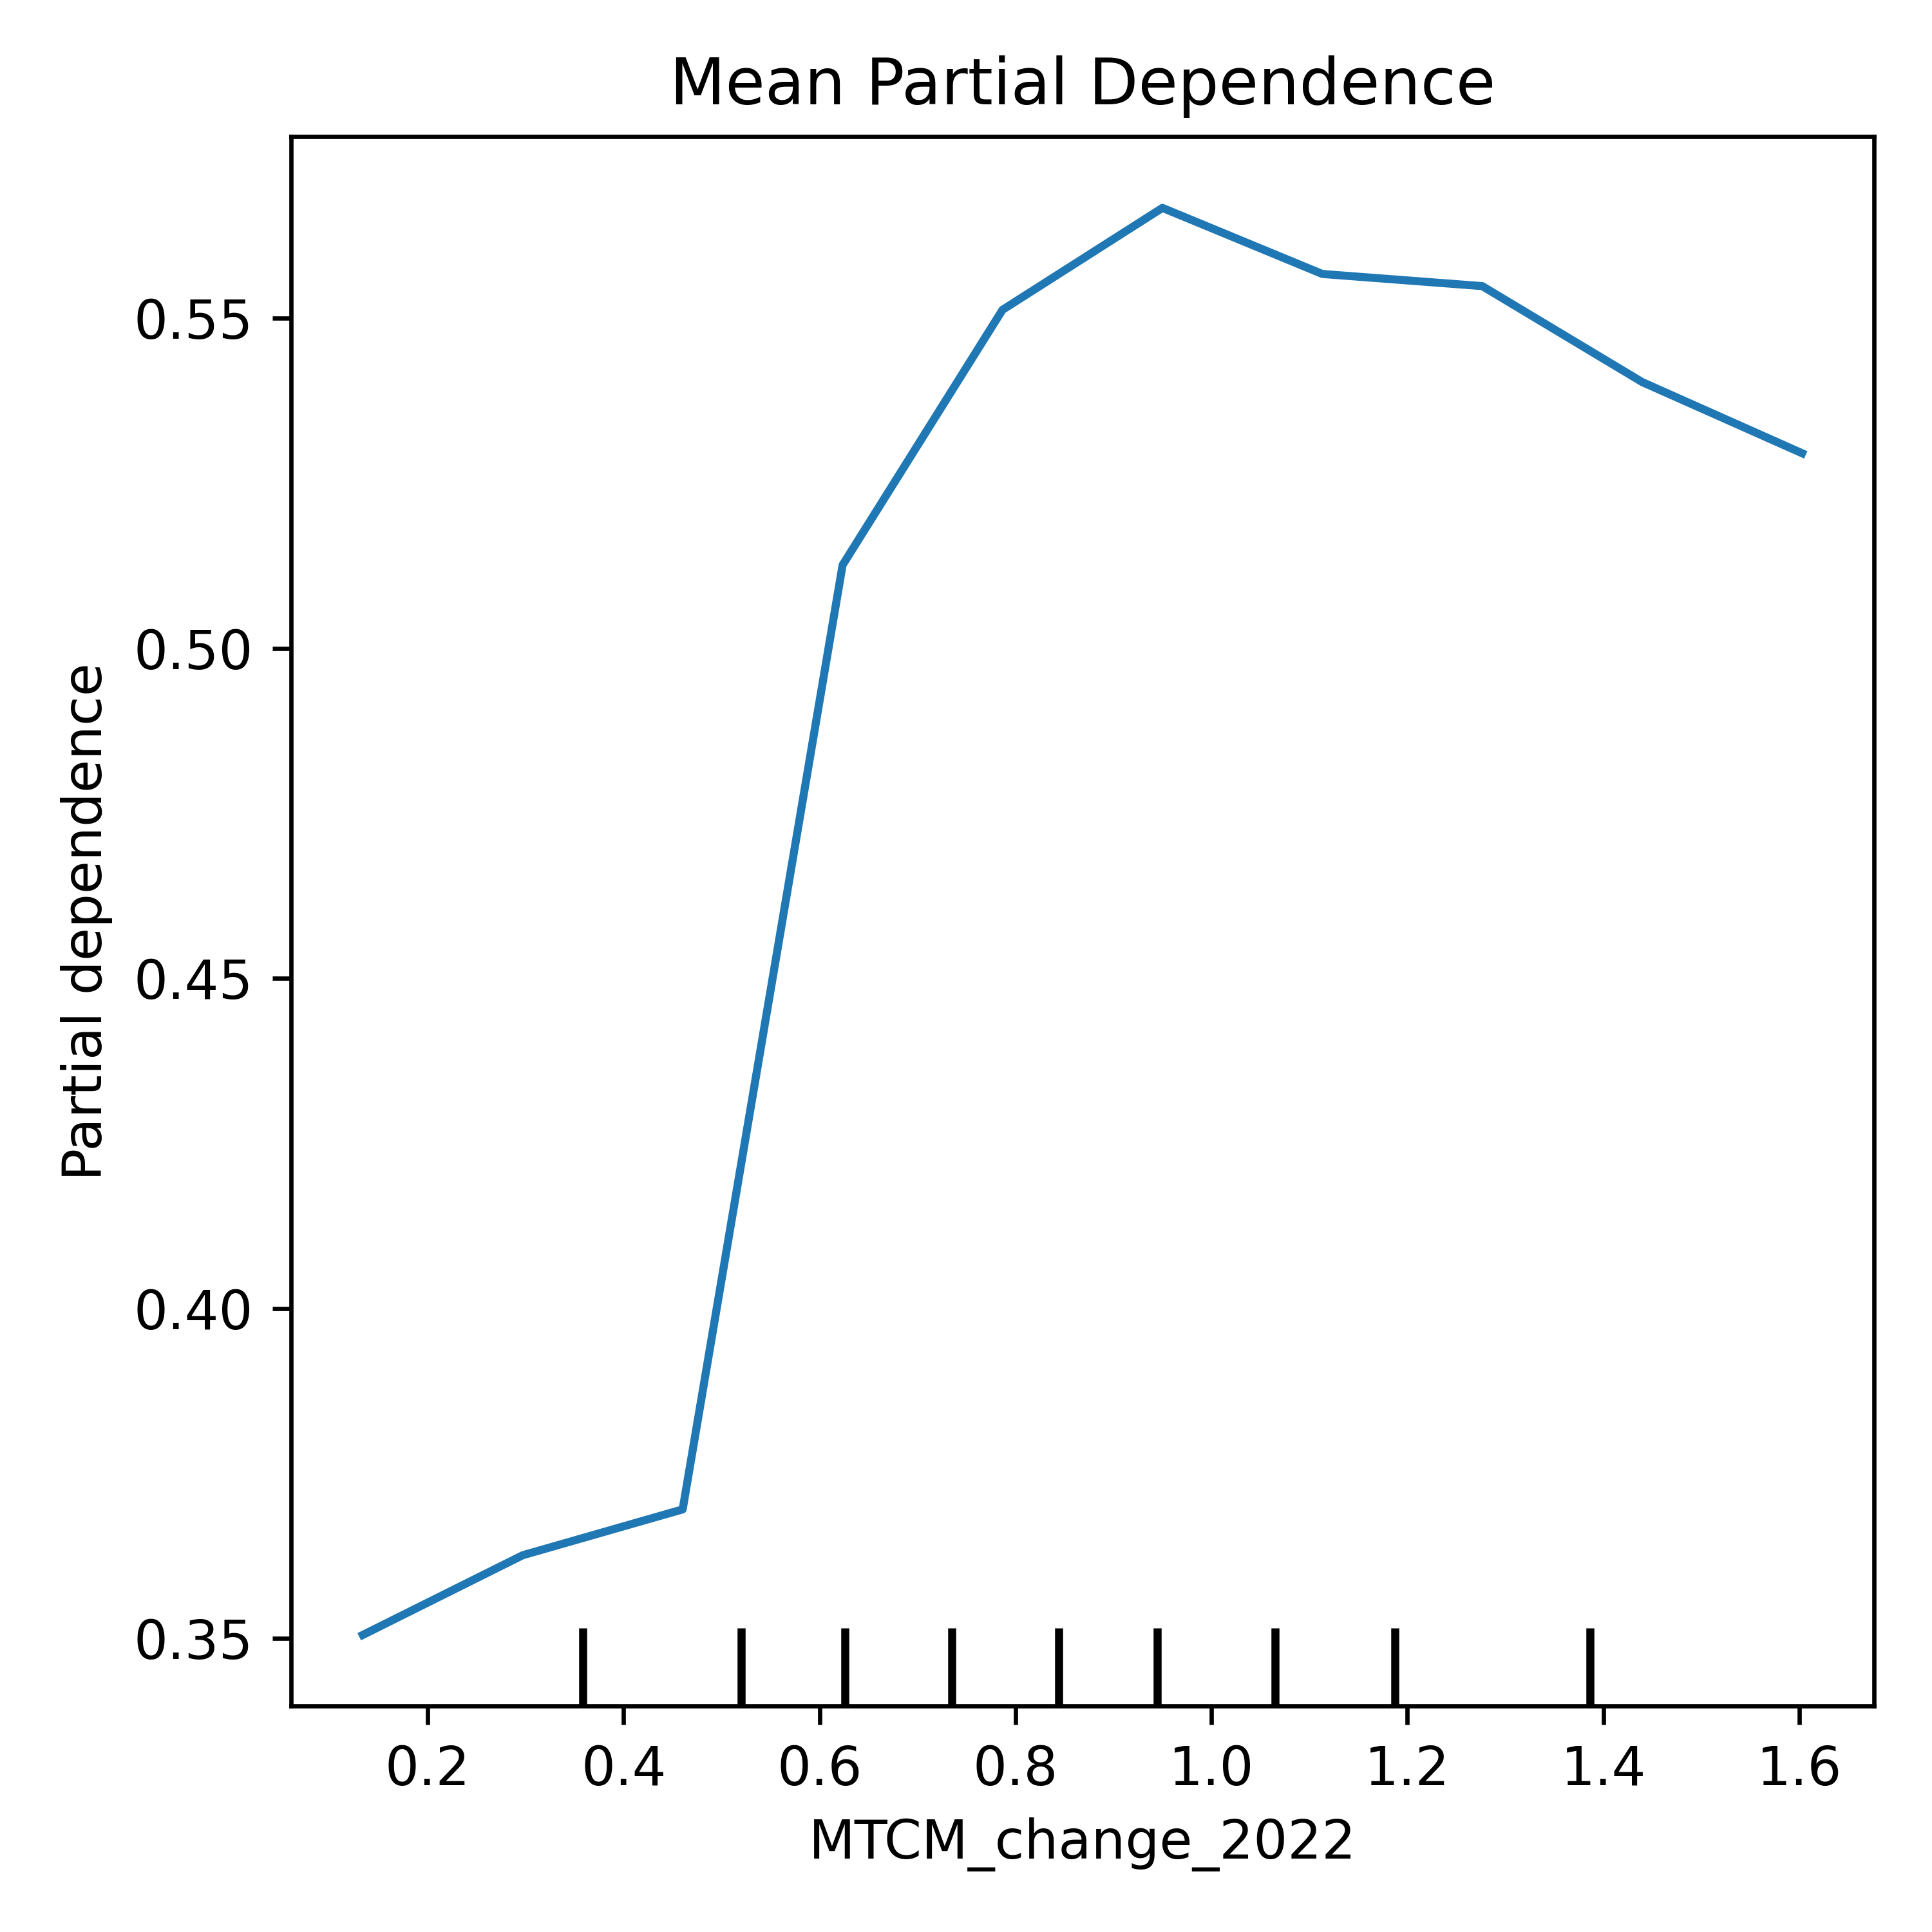 Mean Partial Dependence
Partial dependence
0.55
0.50
0.45
0.40
0.35
0.2 0.4 0.6 0.8 1.0 1.2 1.4 1.6
MTCM_change_2022